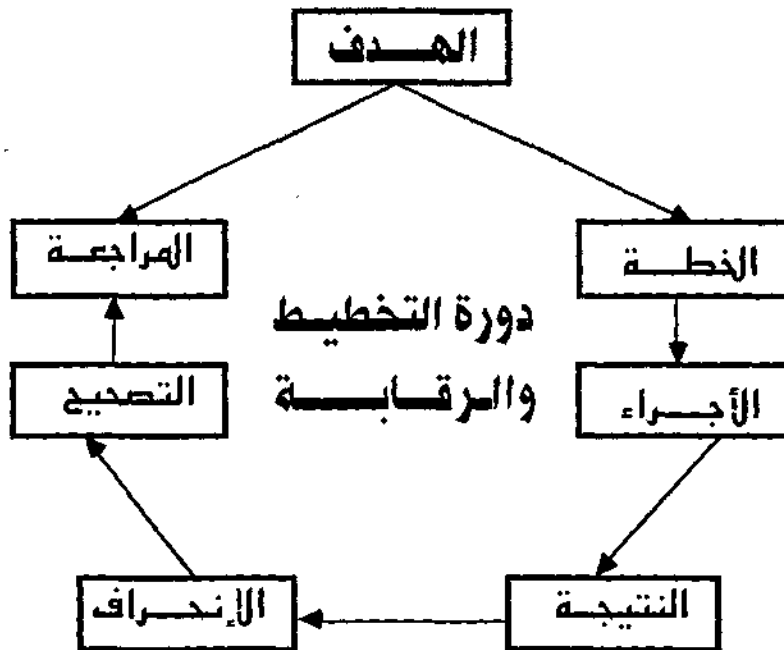 الهدف
المراجعة
الخطة
دورة التخطيط
والرقابة
التصحيح
الأجراء
الإنحراف
النتيجة